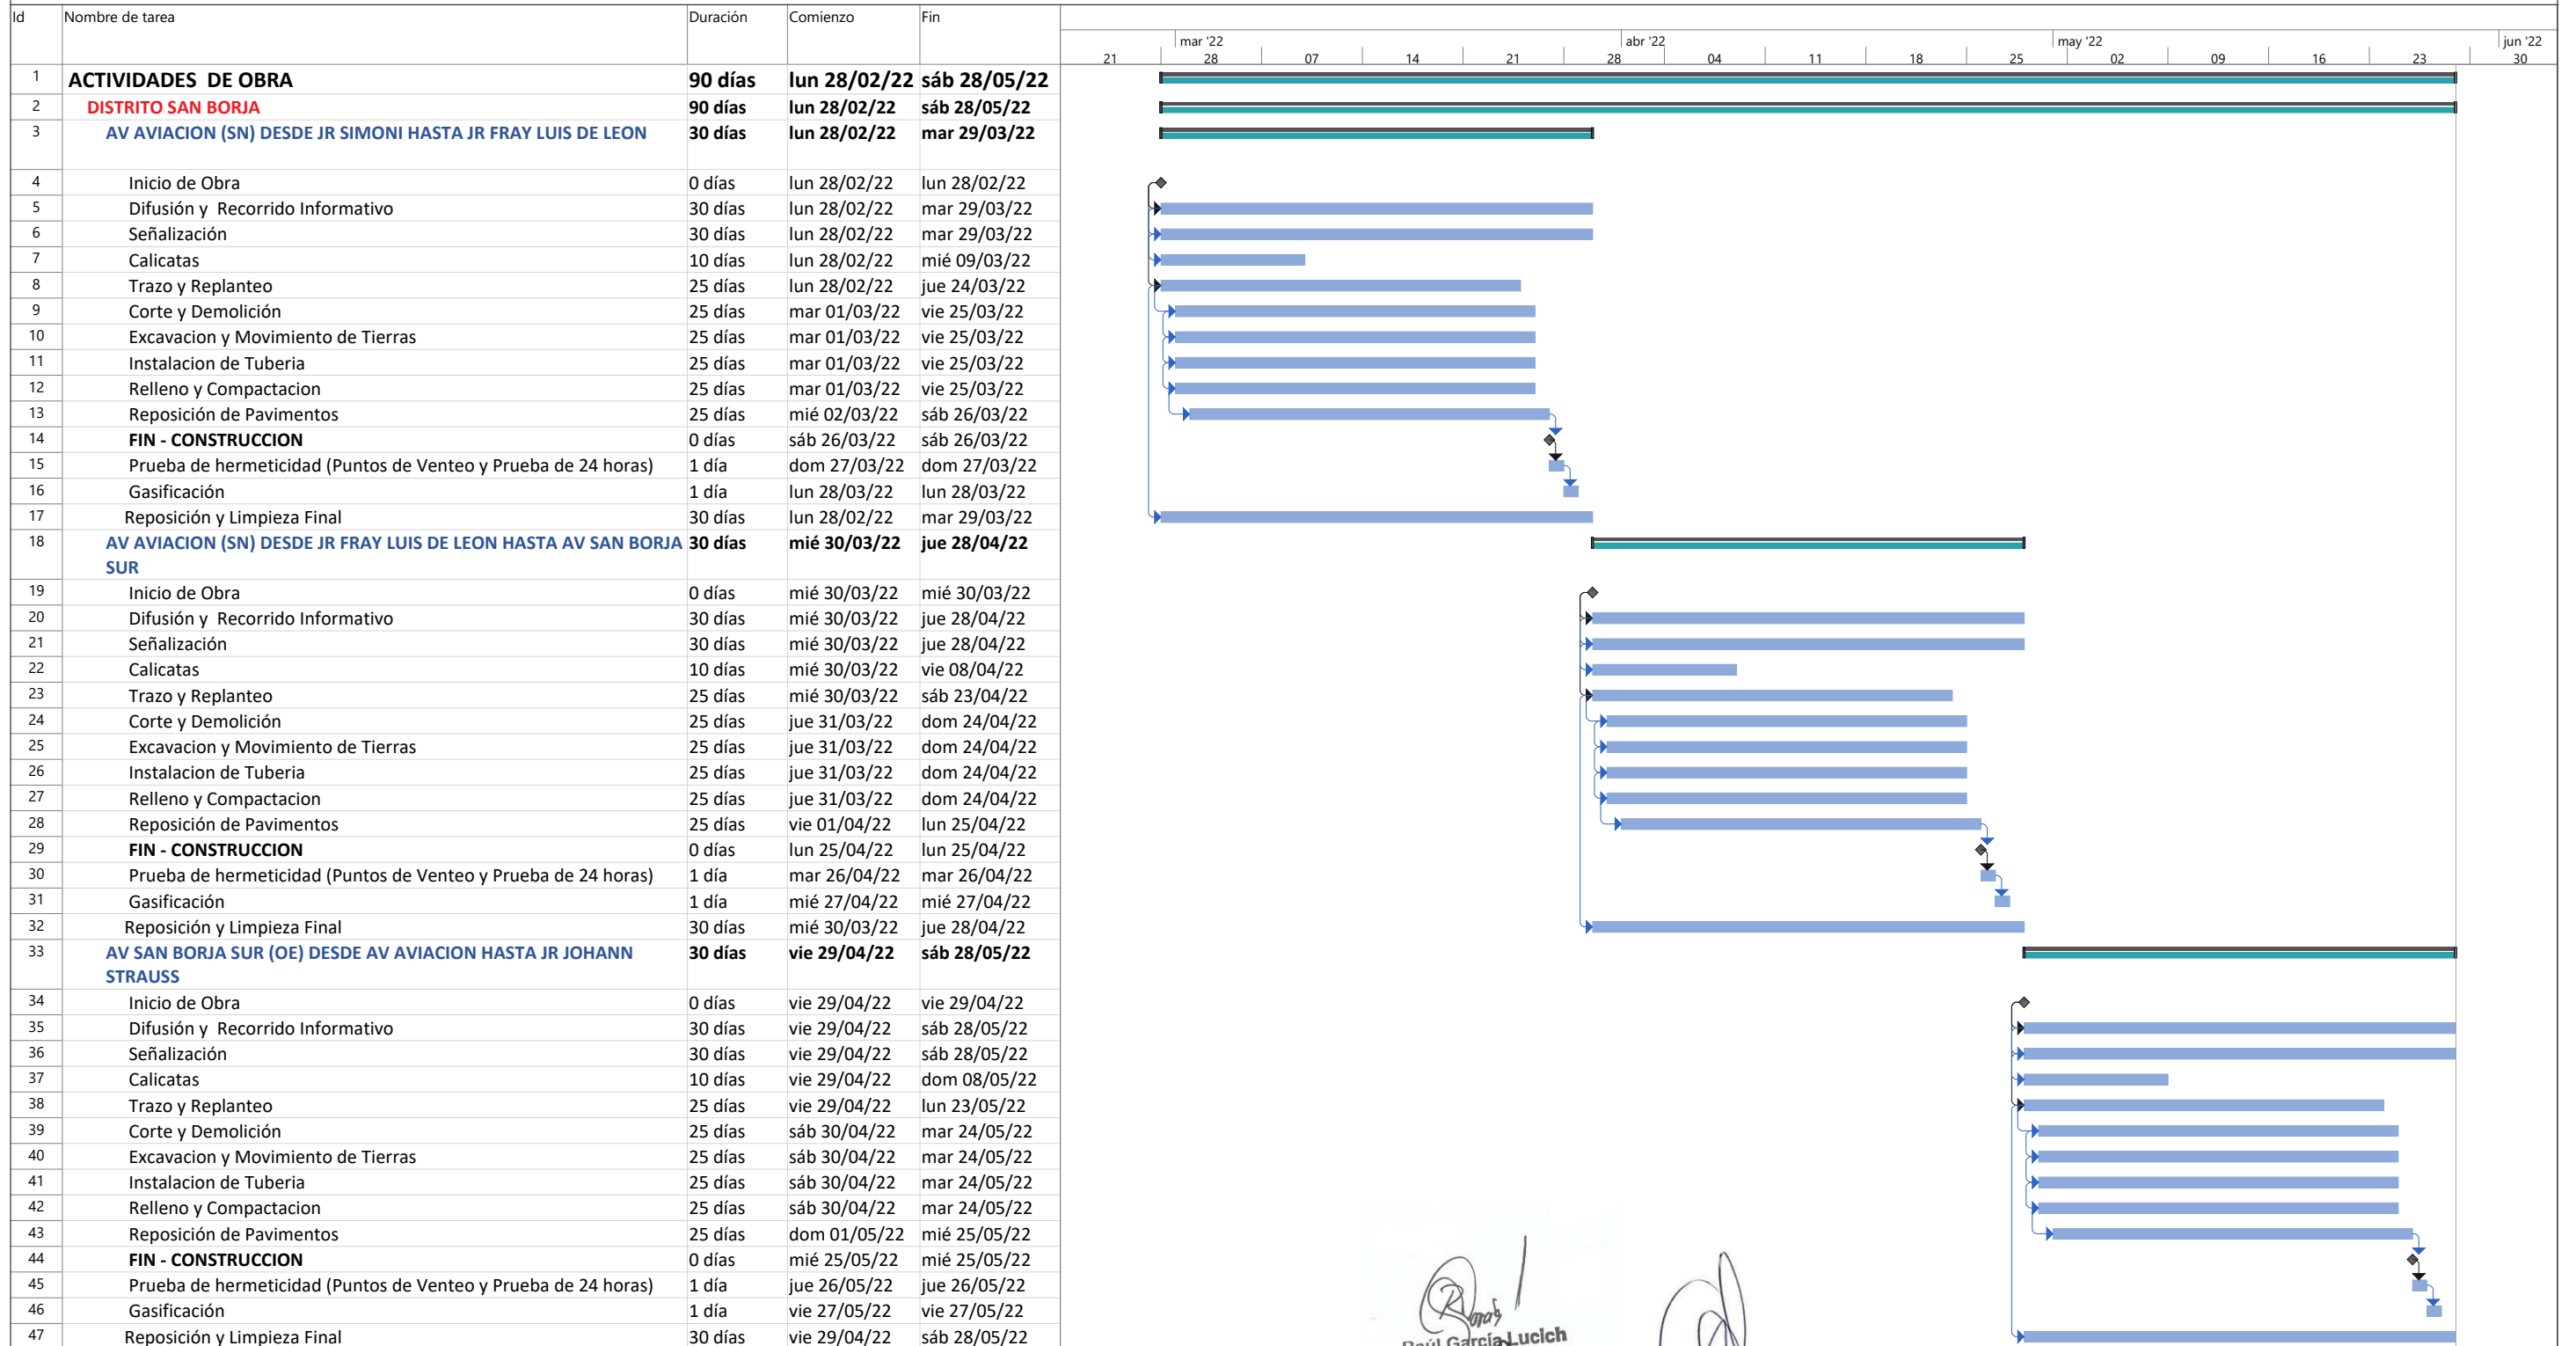 Id Nombre de tarea Duración Comienzo Fin
mar '22 abr '22 may '22 jun '22
21 28 07 14 21 28 04 11 18 25 02 09 16 23 30
1 ACTIVIDADES DE OBRA 90 días lun 28/02/22 sáb 28/05/22
2 DISTRITO SAN BORJA 90 días lun 28/02/22 sáb 28/05/22
3 AV AVIACION (SN) DESDE JR SIMONI HASTA JR FRAY LUIS DE LEON 30 días lun 28/02/22 mar 29/03/22
4 Inicio de Obra 0 días lun 28/02/22 lun 28/02/22
5 Difusión y Recorrido Informativo 30 días lun 28/02/22 mar 29/03/22
6 Señalización 30 días lun 28/02/22 mar 29/03/22
7 Calicatas 10 días lun 28/02/22 mié 09/03/22
8 Trazo y Replanteo 25 días lun 28/02/22 jue 24/03/22
9 Corte y Demolición 25 días mar 01/03/22 vie 25/03/22
10 Excavacion y Movimiento de Tierras 25 días mar 01/03/22 vie 25/03/22
11 Instalacion de Tuberia 25 días mar 01/03/22 vie 25/03/22
12 Relleno y Compactacion 25 días mar 01/03/22 vie 25/03/22
13 Reposición de Pavimentos 25 días mié 02/03/22 sáb 26/03/22
14 FIN - CONSTRUCCION 0 días sáb 26/03/22 sáb 26/03/22
15 Prueba de hermeticidad (Puntos de Venteo y Prueba de 24 horas) 1 día dom 27/03/22 dom 27/03/22
16 Gasificación 1 día lun 28/03/22 lun 28/03/22
17 Reposición y Limpieza Final 30 días lun 28/02/22 mar 29/03/22
18 AV AVIACION (SN) DESDE JR FRAY LUIS DE LEON HASTA AV SAN BORJA 30 días mié 30/03/22 jue 28/04/22
SUR
19 Inicio de Obra 0 días mié 30/03/22 mié 30/03/22
20 Difusión y Recorrido Informativo 30 días mié 30/03/22 jue 28/04/22
21 Señalización 30 días mié 30/03/22 jue 28/04/22
22 Calicatas 10 días mié 30/03/22 vie 08/04/22
23 Trazo y Replanteo 25 días mié 30/03/22 sáb 23/04/22
24 Corte y Demolición 25 días jue 31/03/22 dom 24/04/22
25 Excavacion y Movimiento de Tierras 25 días jue 31/03/22 dom 24/04/22
26 Instalacion de Tuberia 25 días jue 31/03/22 dom 24/04/22
27 Relleno y Compactacion 25 días jue 31/03/22 dom 24/04/22
28 Reposición de Pavimentos 25 días vie 01/04/22 lun 25/04/22
29 FIN - CONSTRUCCION 0 días lun 25/04/22 lun 25/04/22
30 Prueba de hermeticidad (Puntos de Venteo y Prueba de 24 horas) 1 día mar 26/04/22 mar 26/04/22
31 Gasificación 1 día mié 27/04/22 mié 27/04/22
32 Reposición y Limpieza Final 30 días mié 30/03/22 jue 28/04/22
33 AV SAN BORJA SUR (OE) DESDE AV AVIACION HASTA JR JOHANN 30 días vie 29/04/22 sáb 28/05/22
STRAUSS
34 Inicio de Obra 0 días vie 29/04/22 vie 29/04/22
35 Difusión y Recorrido Informativo 30 días vie 29/04/22 sáb 28/05/22
36 Señalización 30 días vie 29/04/22 sáb 28/05/22
37 Calicatas 10 días vie 29/04/22 dom 08/05/22
38 Trazo y Replanteo 25 días vie 29/04/22 lun 23/05/22
39 Corte y Demolición 25 días sáb 30/04/22 mar 24/05/22
40 Excavacion y Movimiento de Tierras 25 días sáb 30/04/22 mar 24/05/22
41 Instalacion de Tuberia 25 días sáb 30/04/22 mar 24/05/22
42 Relleno y Compactacion 25 días sáb 30/04/22 mar 24/05/22
43 Reposición de Pavimentos 25 días dom 01/05/22 mié 25/05/22
44 FIN - CONSTRUCCION 0 días mié 25/05/22 mié 25/05/22
45 Prueba de hermeticidad (Puntos de Venteo y Prueba de 24 horas) 1 día jue 26/05/22 jue 26/05/22
46 Gasificación 1 día vie 27/05/22 vie 27/05/22
47 Reposición y Limpieza Final 30 días vie 29/04/22 sáb 28/05/22
Raúl García Lucich